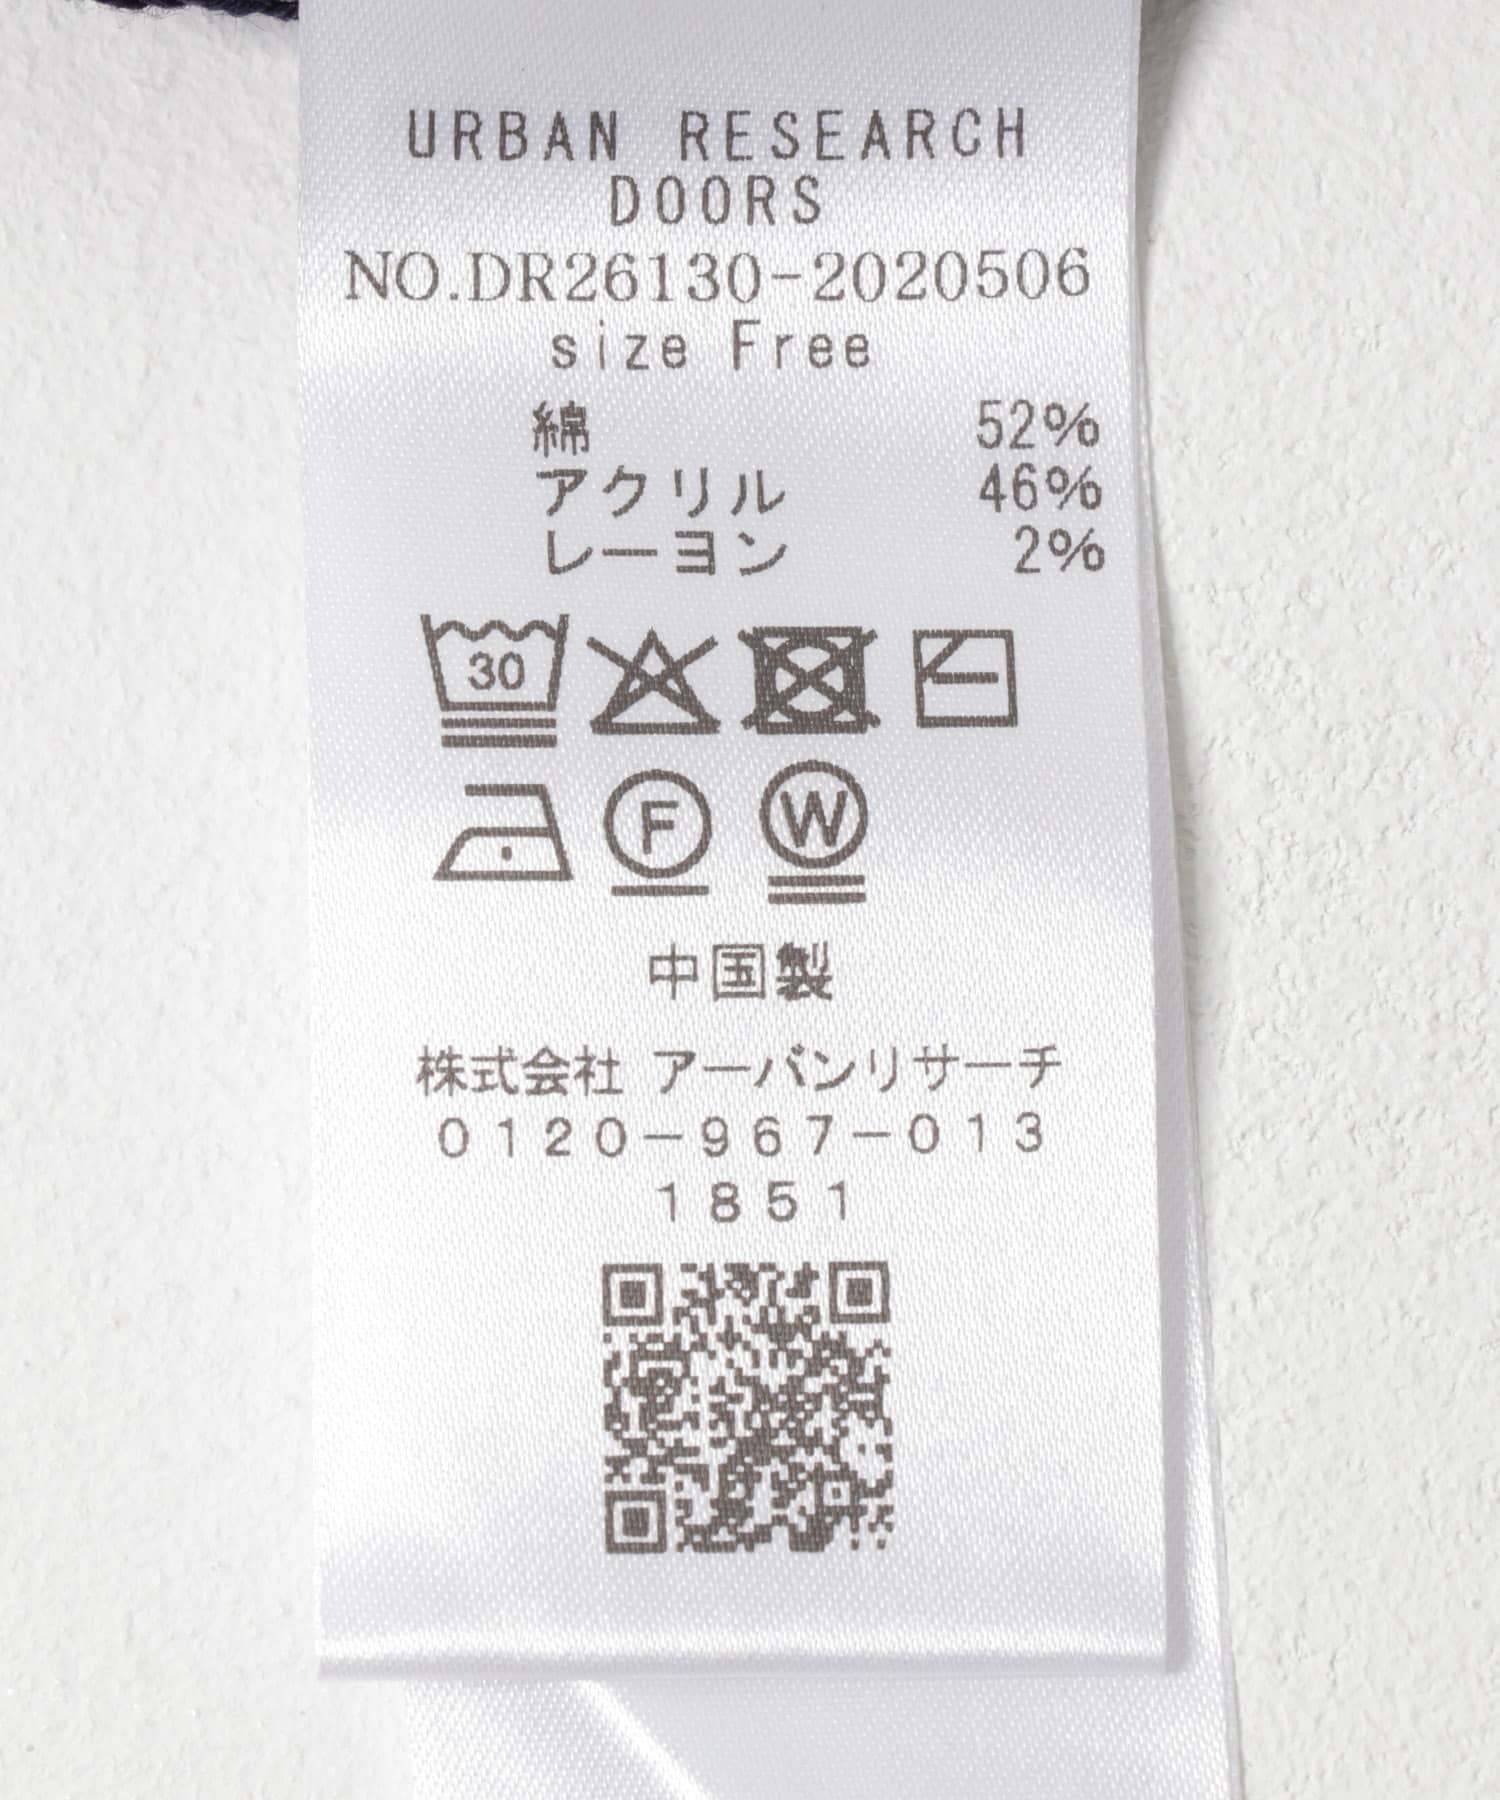 URBAN RESEARCH
DOORS
NO.DR26130-2020506
size Free
綿 52%
アクリル 46%
レーヨン 2%
30
F W
中国製
株式会社 アーバンリサーチ
0120-967-013
1851